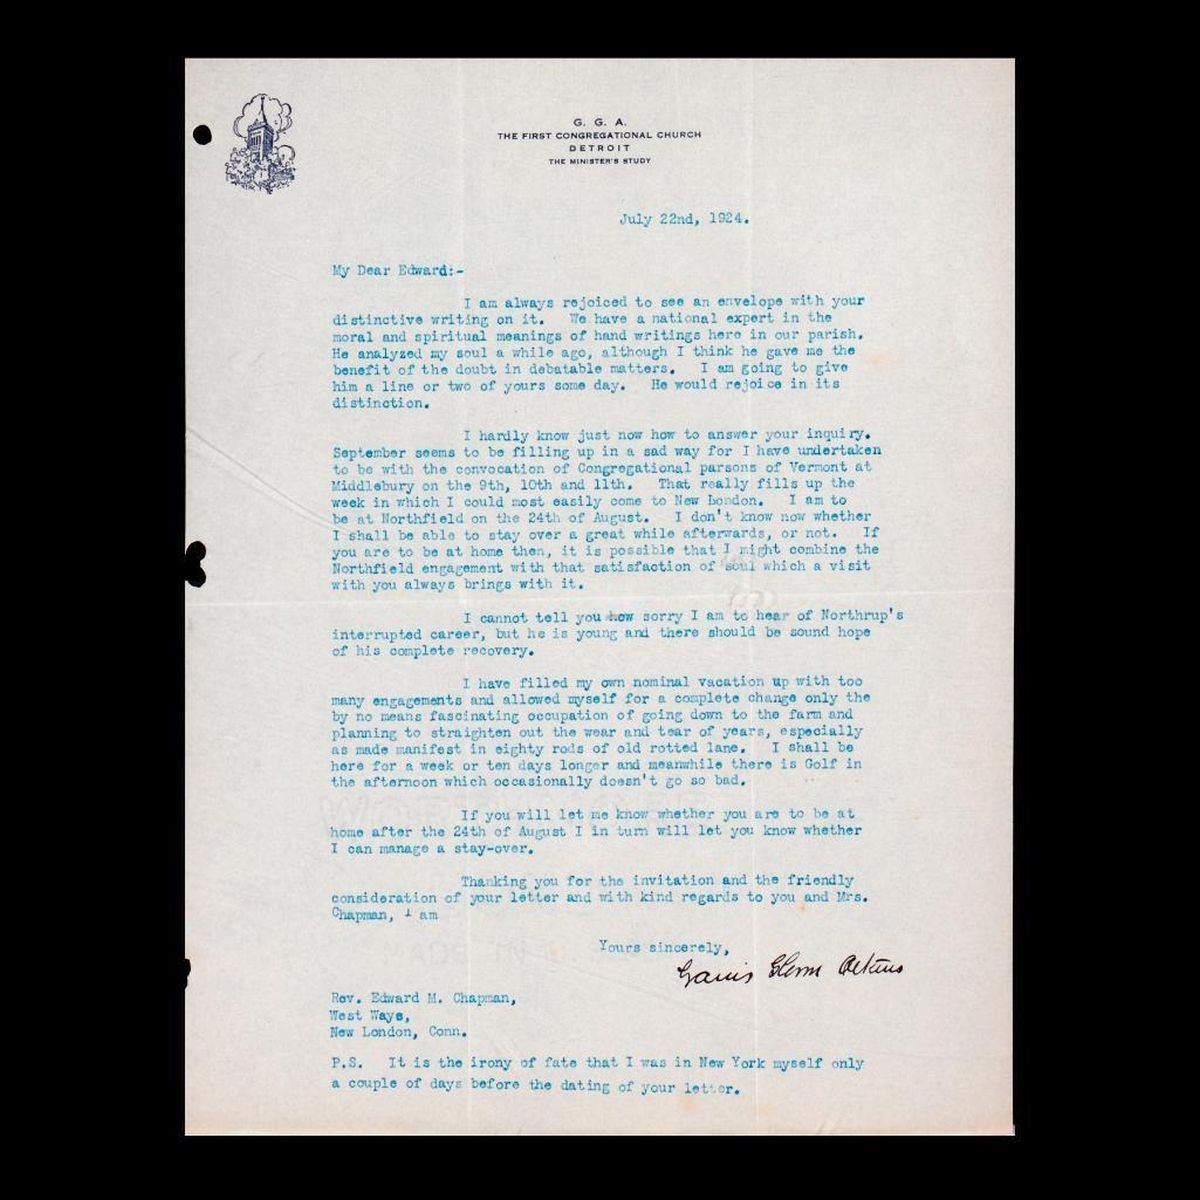 G. G. A.
THE FIRST CONGREGATIONAL CHURCH
DETROIT
THE MINISTER'S STUDY
July 22nd, 1924.
My Dear Edward:-
I am always rejoiced to see an envelope with your
distinctive writing on it. We have a national expert in the
moral and spiritual meanings of hand writings here in our parish.
He analyzed my soul a while ago, although I think he gave me the
benefit of the doubt in debatable matters. I am going to give
him a line or two of yours some day. He would rejoice in its
distinction.
I hardly know just now how to answer your inquiry.
September seems to be filling up in a sad way for I have undertaken
to be with the convocation of Congregational parsons of Vermont at
Middlebury on the 9th, 10th and 11th. That really fills up the
week in which I could most easily come to New London. I am to
be at Northfield on the 24th of August. I don't know now whether
I shall be able to stay over a great while afterwards, or not. If
you are to be at home then, it is possible that I might combine the
Northfield engagement with that satisfaction of soul which a visit
with you always brings with it.
I cannot tell you how sorry I am to hear of Northrup's
interrupted career, but he is young and there should be sound hope
of his complete recovery.
I have filled my own nominal vacation up with too
many engagements and allowed myself for a complete change only the
by no means fascinating occupation of going down to the farm and
planning to straighten out the wear and tear of years, especially
as made manifest in eighty rods of old rotted lane. I shall be
here for a week or ten days longer and meanwhile there is Golf in
the afternoon which occasionally doesn't go so bad.
If you will let me know whether you are to be at
home after the 24th of August I in turn will let you know whether
I can manage a stay-over.
Thanking you for the invitation and the friendly
consideration of your letter and with kind regards to you and Mrs.
Chapman, I am
Yours sincerely,
Gaius Glenn Atkins
Rev. Edward M. Chapman,
West Waye,
New London, Conn.
P.S. It is the irony of fate that I was in New York myself only
a couple of days before the dating of your letter.